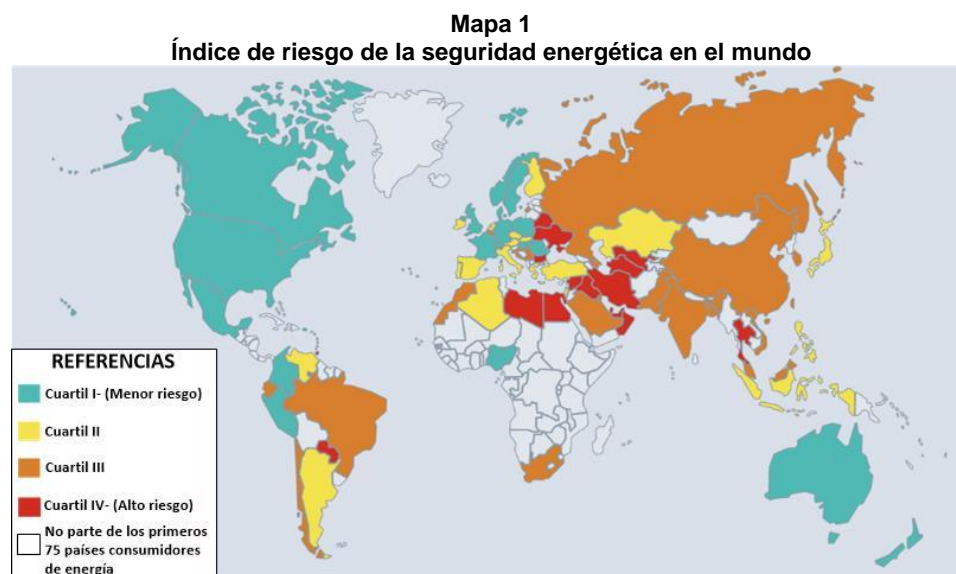 Mapa 1
Índice de riesgo de la seguridad energética en el mundo
REFERENCIAS
Cuartil I- (Menor riesgo)
Cuartil II
Cuartil III
Cuartil IV- (Alto riesgo)
No parte de los primeros
75 países consumidores
de energía